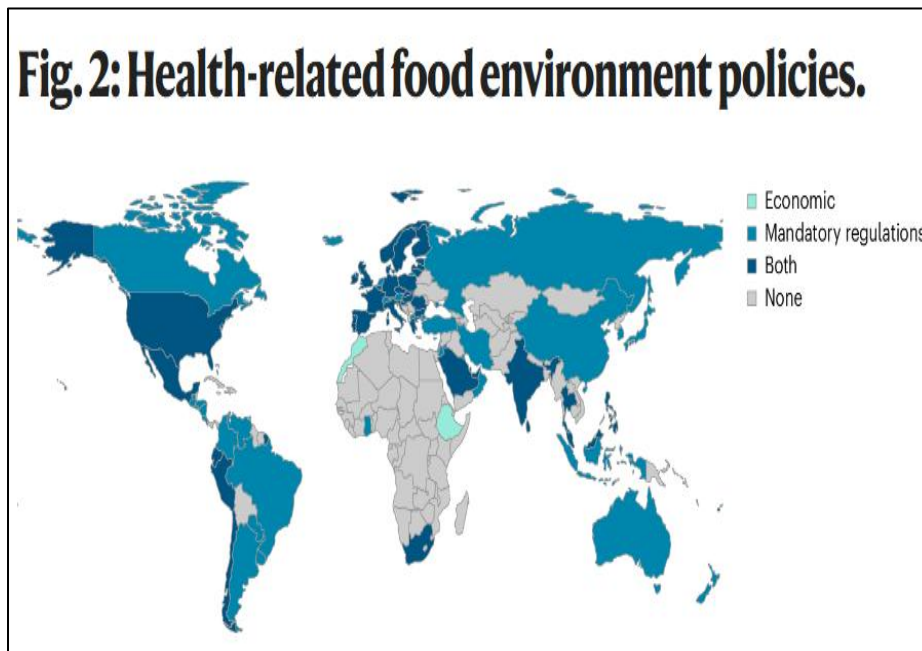 Fig. 2: Health-related food environment policies.
Economic
Mandatory regulations
Both
None